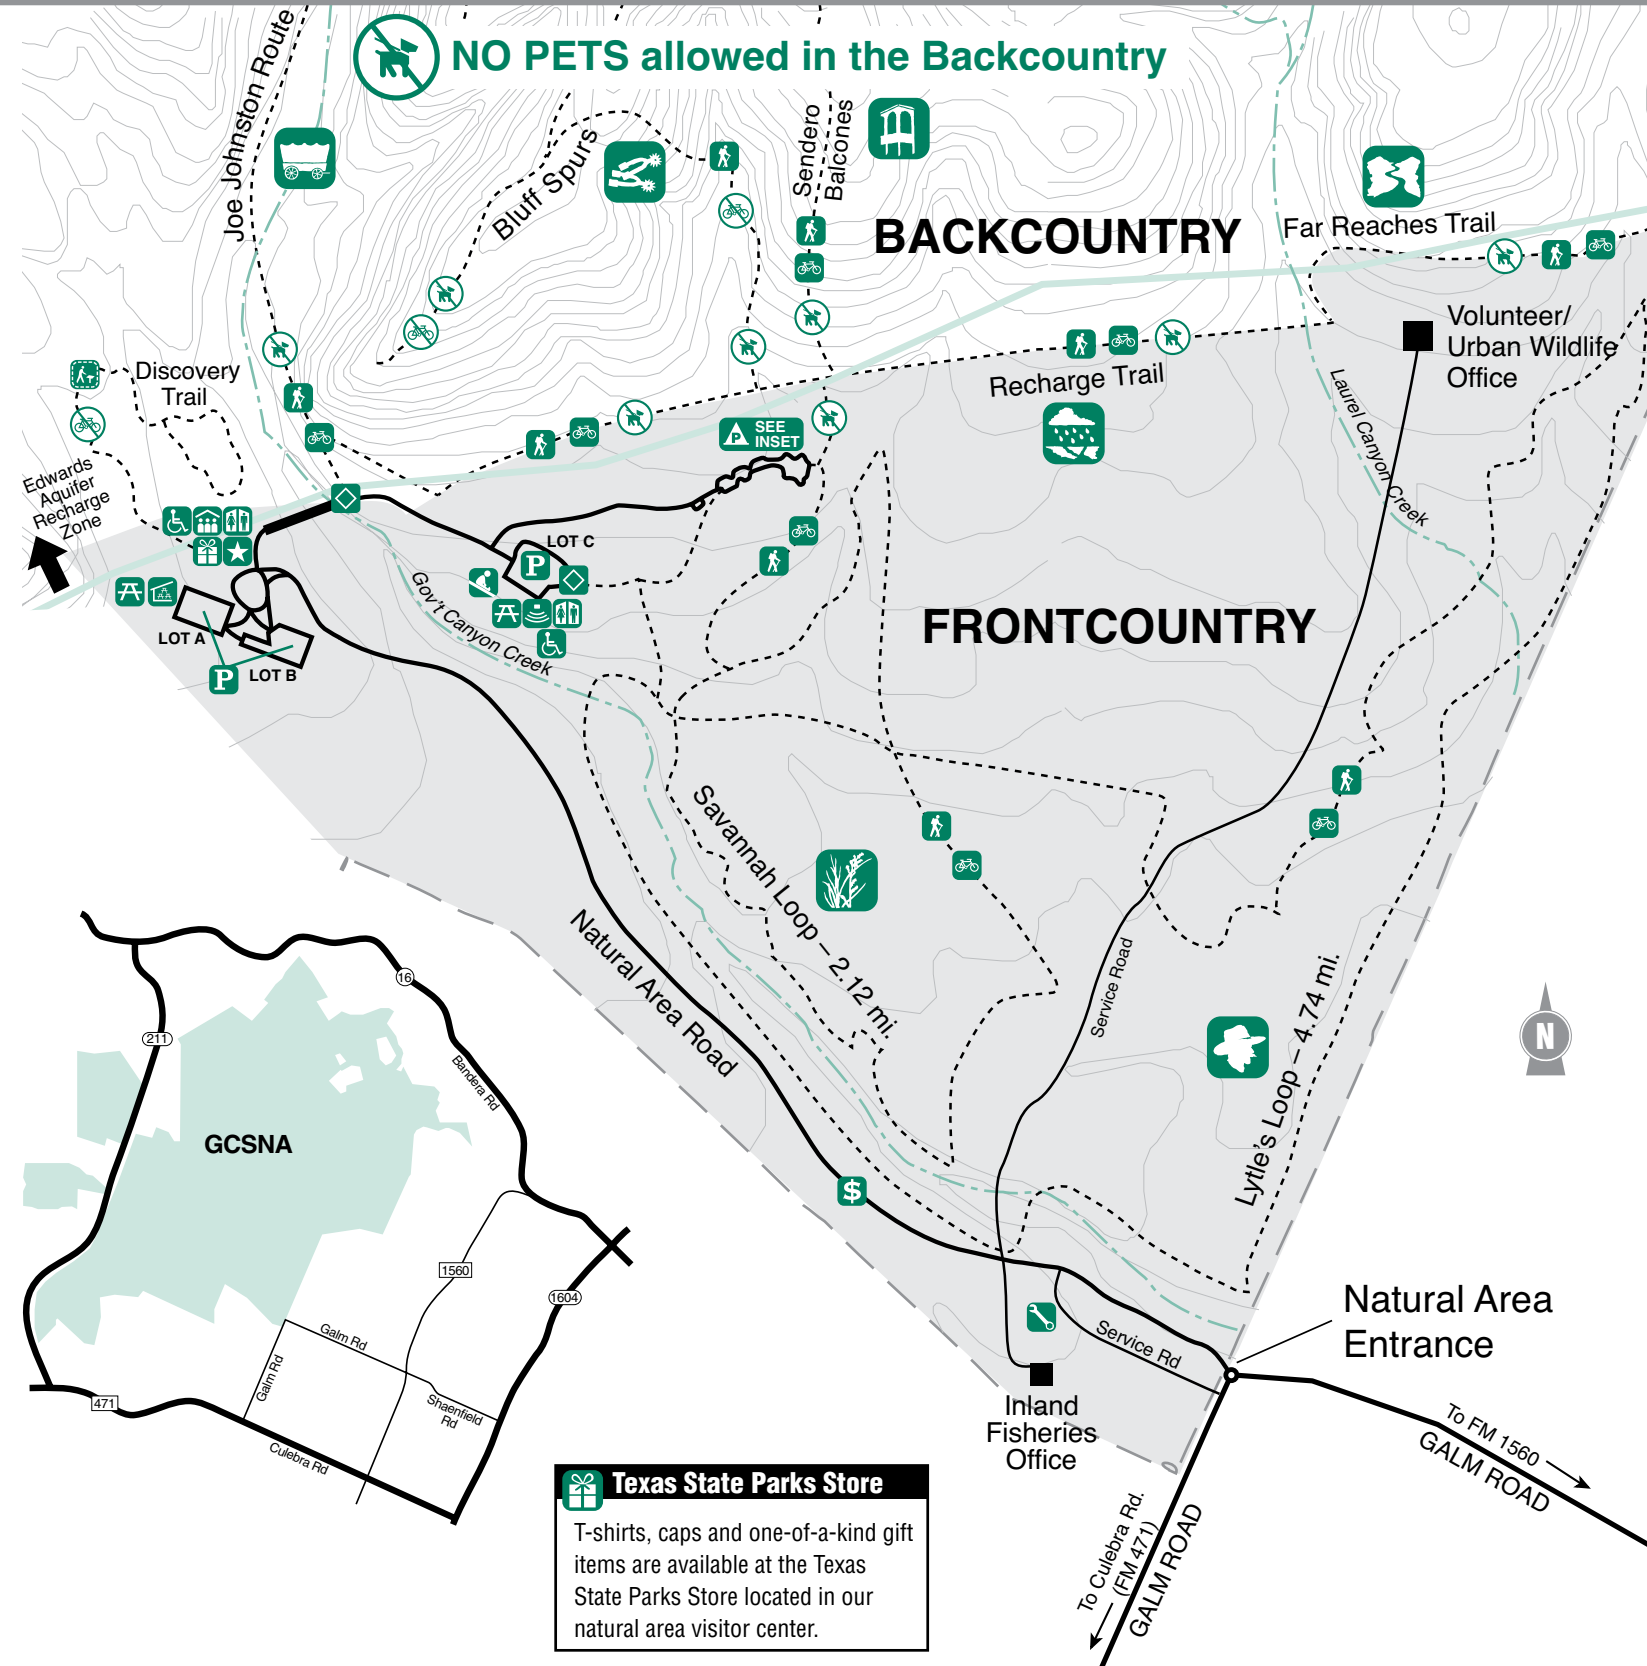 NO PETS allowed in the Backcountry
Joe Johnston Route
Bluff Spurs
Sendero
Balcones
BACKCOUNTRY
Far Reaches Trail
Volunteer/
Urban Wildlife
Office
Discovery
Trail
Recharge Trail
Laurel Canyon Creek
P
SEE
INSET
Edwards
Aquifer
Recharge
Zone
LOT C
P
Gov't Canyon Creek
LOT A
LOT B
P
FRONTCOUNTRY
Savannah Loop – 2.12 mi.
Natural Area Road
Service Road
Lytle's Loop – 4.74 mi.
N
16
211
Bandera Rd
GCSNA
$
1560
1604
Galm Rd
Galm Rd
Shaenfield
Rd
471
Culebra Rd
Service Rd
Inland
Fisheries
Office
Natural Area
Entrance
To FM 1560
GALM ROAD
To Culebra Rd.
(FM 471)
GALM ROAD
Texas State Parks Store
T-shirts, caps and one-of-a-kind gift
items are available at the Texas
State Parks Store located in our
natural area visitor center.